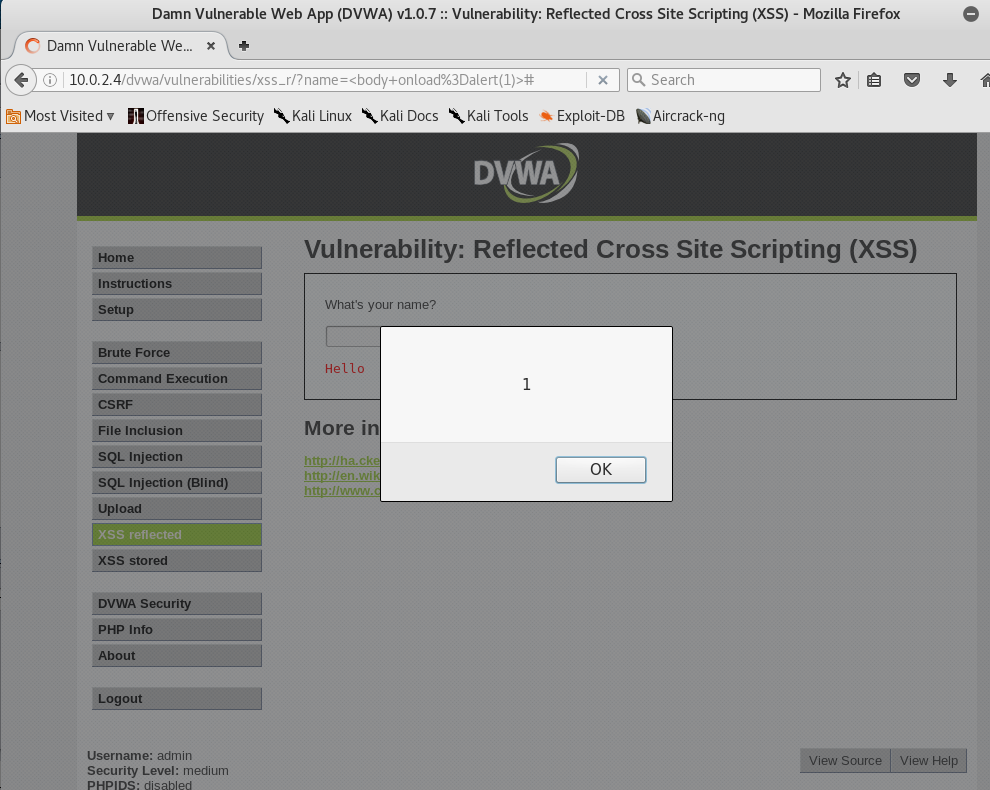 Damn Vulnerable Web App (DVWA) v1.0.7 :: Vulnerability: Reflected Cross Site Scripting (XSS) - Mozilla Firefox
Damn Vulnerable We...
10.0.2.4/dvwa/vulnerabilities/xss_r/?name=<body+onload%3Dalert(1)>#
Search
Most Visited Offensive Security Kali Linux Kali Docs Kali Tools Exploit-DB Aircrack-ng
DVWA
Home
Instructions
Setup
Brute Force
Command Execution
CSRF
File Inclusion
SQL Injection
SQL Injection (Blind)
Upload
XSS reflected
XSS stored
DVWA Security
PHP Info
About
Logout
Vulnerability: Reflected Cross Site Scripting (XSS)
What's your name?
Hello
More in
http://ha.cke
http://en.wik
http://www.c
1
OK
Username: admin
Security Level: medium
PHPIDS: disabled
View Source View Help